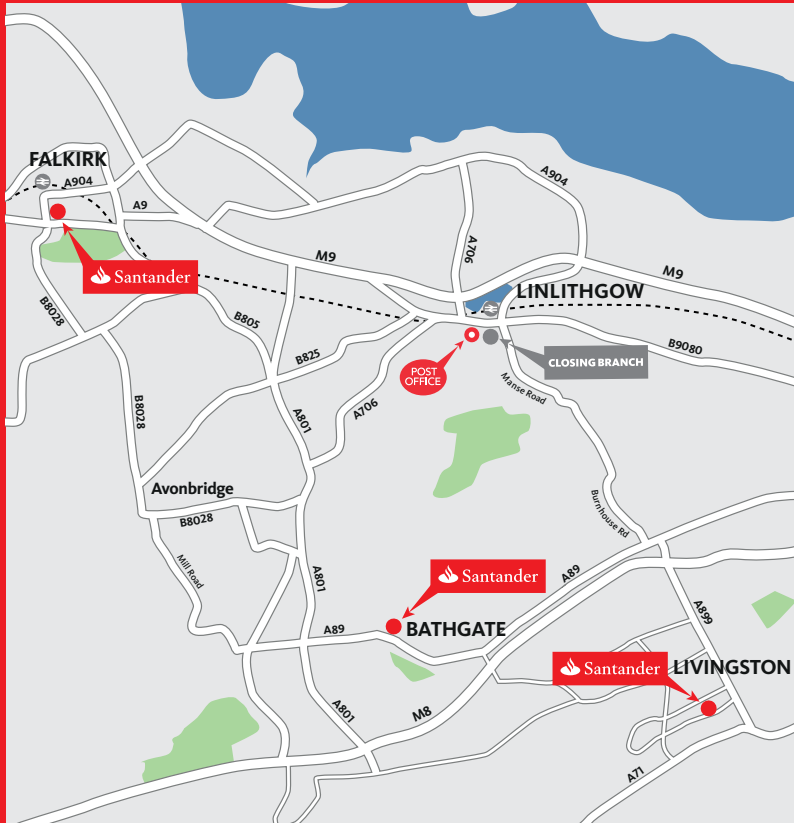 FALKIRK
A904
A9
Santander
B8028
B805
M9
A706
A904
M9
LINLITHGOW
B9080
CLOSING BRANCH
POST
OFFICE
Manse Road
B825
A706
A801
B8028
Avonbridge
B8028
Mill Road
Burnhouse Rd
A801
Santander
A89
A899
A89
BATHGATE
Santander
LIVINGSTON
A801
M8
A71